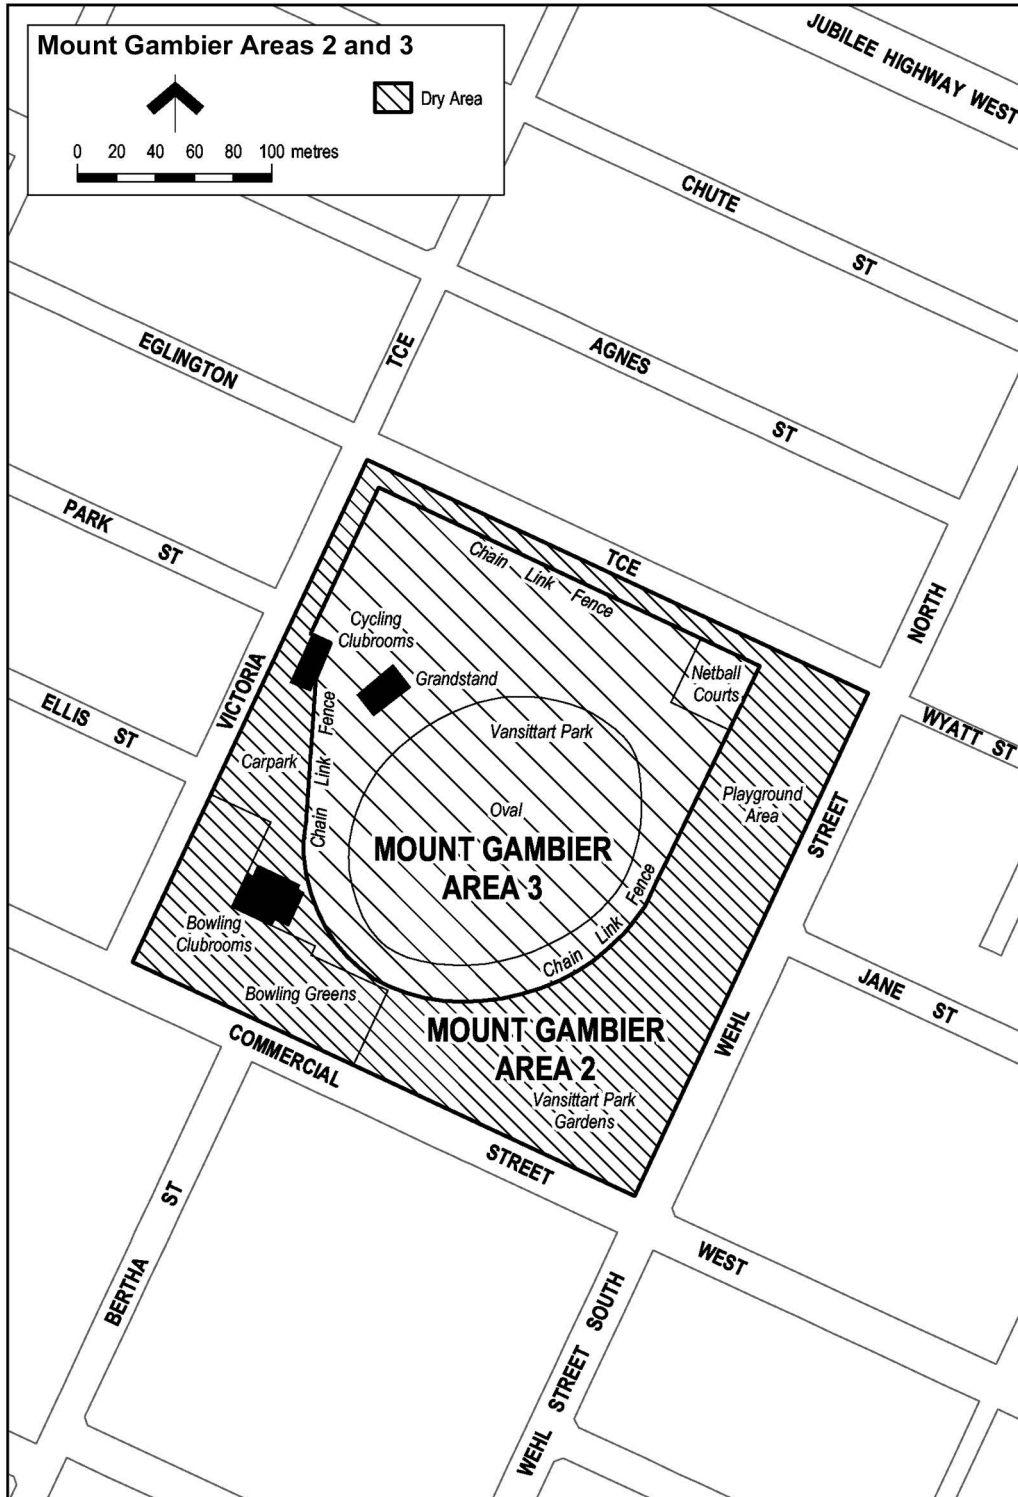 Mount Gambier Areas 2 and 3
Dry Area
0 20 40 60 80 100 metres
JUBILEE HIGHWAY WEST
CHUTE ST
AGNES ST
EGLINGTON TCE
TCE
PARK ST
ELLIS ST
VICTORIA
NORTH
WYATT ST
Chain Link Fence
Cycling
Clubrooms
Grandstand
Netball
Courts
Vansittart Park
Chain Link Fence
Carpark
Playground
Area
STREET
Oval
MOUNT GAMBIER
AREA 3
Chain Link Fence
Bowling
Clubrooms
Bowling Greens
JANE ST
WEHL
MOUNT GAMBIER
AREA 2
Vansittart Park
Gardens
COMMERCIAL STREET WEST
BERTHA ST
WEHL STREET SOUTH